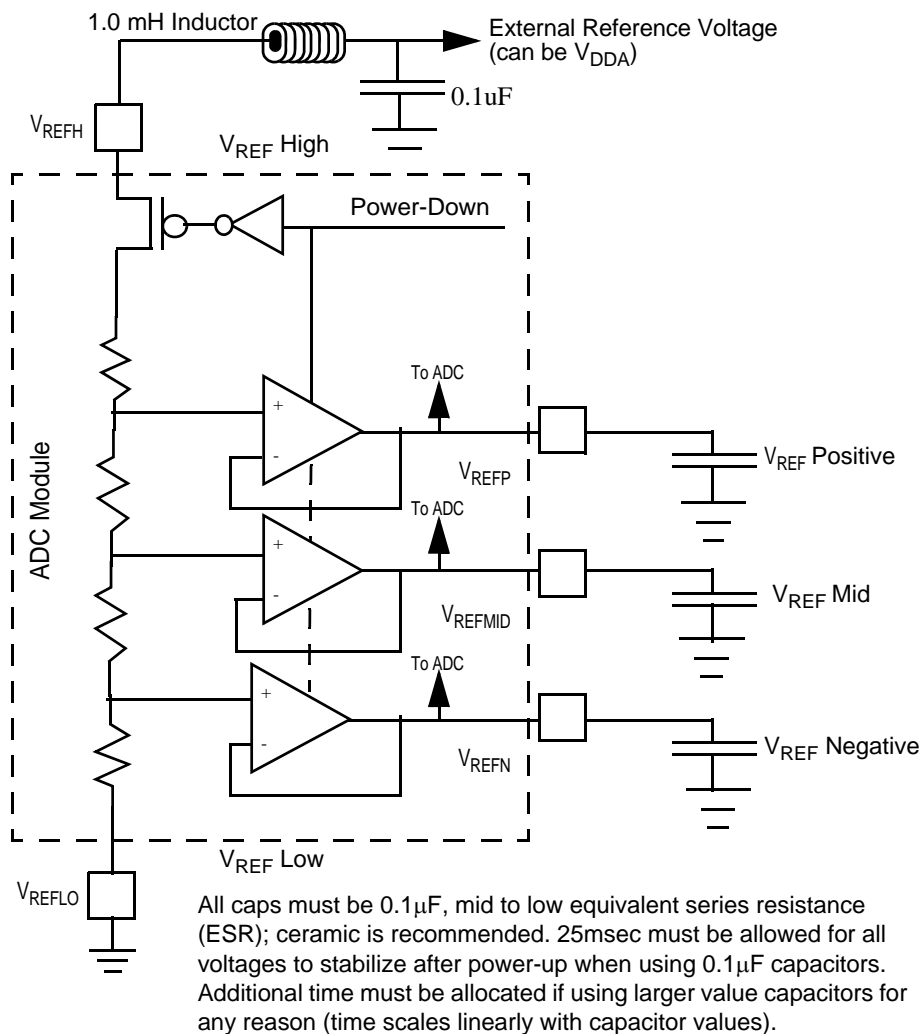 1.0 mH Inductor
External Reference Voltage
(can be VDDA)
0.1uF
VREFH
VREF High
Power-Down
To ADC
+
-
VREFP
VREF Positive
ADC Module
To ADC
+
-
VREFMID
VREF Mid
To ADC
+
-
VREFN
VREF Negative
VREF Low
VREFLO
All caps must be 0.1μF, mid to low equivalent series resistance
(ESR); ceramic is recommended. 25msec must be allowed for all
voltages to stabilize after power-up when using 0.1μF capacitors.
Additional time must be allocated if using larger value capacitors for
any reason (time scales linearly with capacitor values).